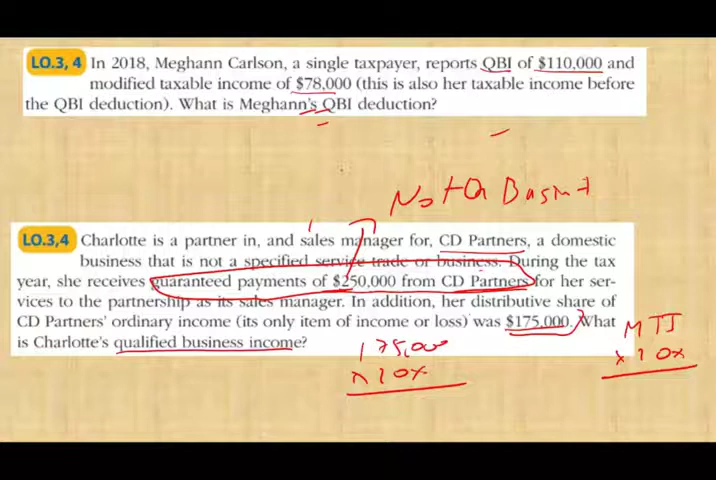 LO.3, 4 In 2018, Meghann Carlson, a single taxpayer, reports QBI of $110,000 and
modified taxable income of $78,000 (this is also her taxable income before
the QBI deduction). What is Meghann's QBI deduction?
Not a Busin
LO.3,4 Charlotte is a partner in, and sales manager for, CD Partners, a domestic
business that is not a specified service trade or business. During the tax
year, she receives guaranteed payments of $250,000 from CD Partners for her ser-
vices to the partnership as its sales manager. In addition, her distributive share of
CD Partners' ordinary income (its only item of income or loss) was $175,000. What
is Charlotte's qualified business income?
175,000
MTI